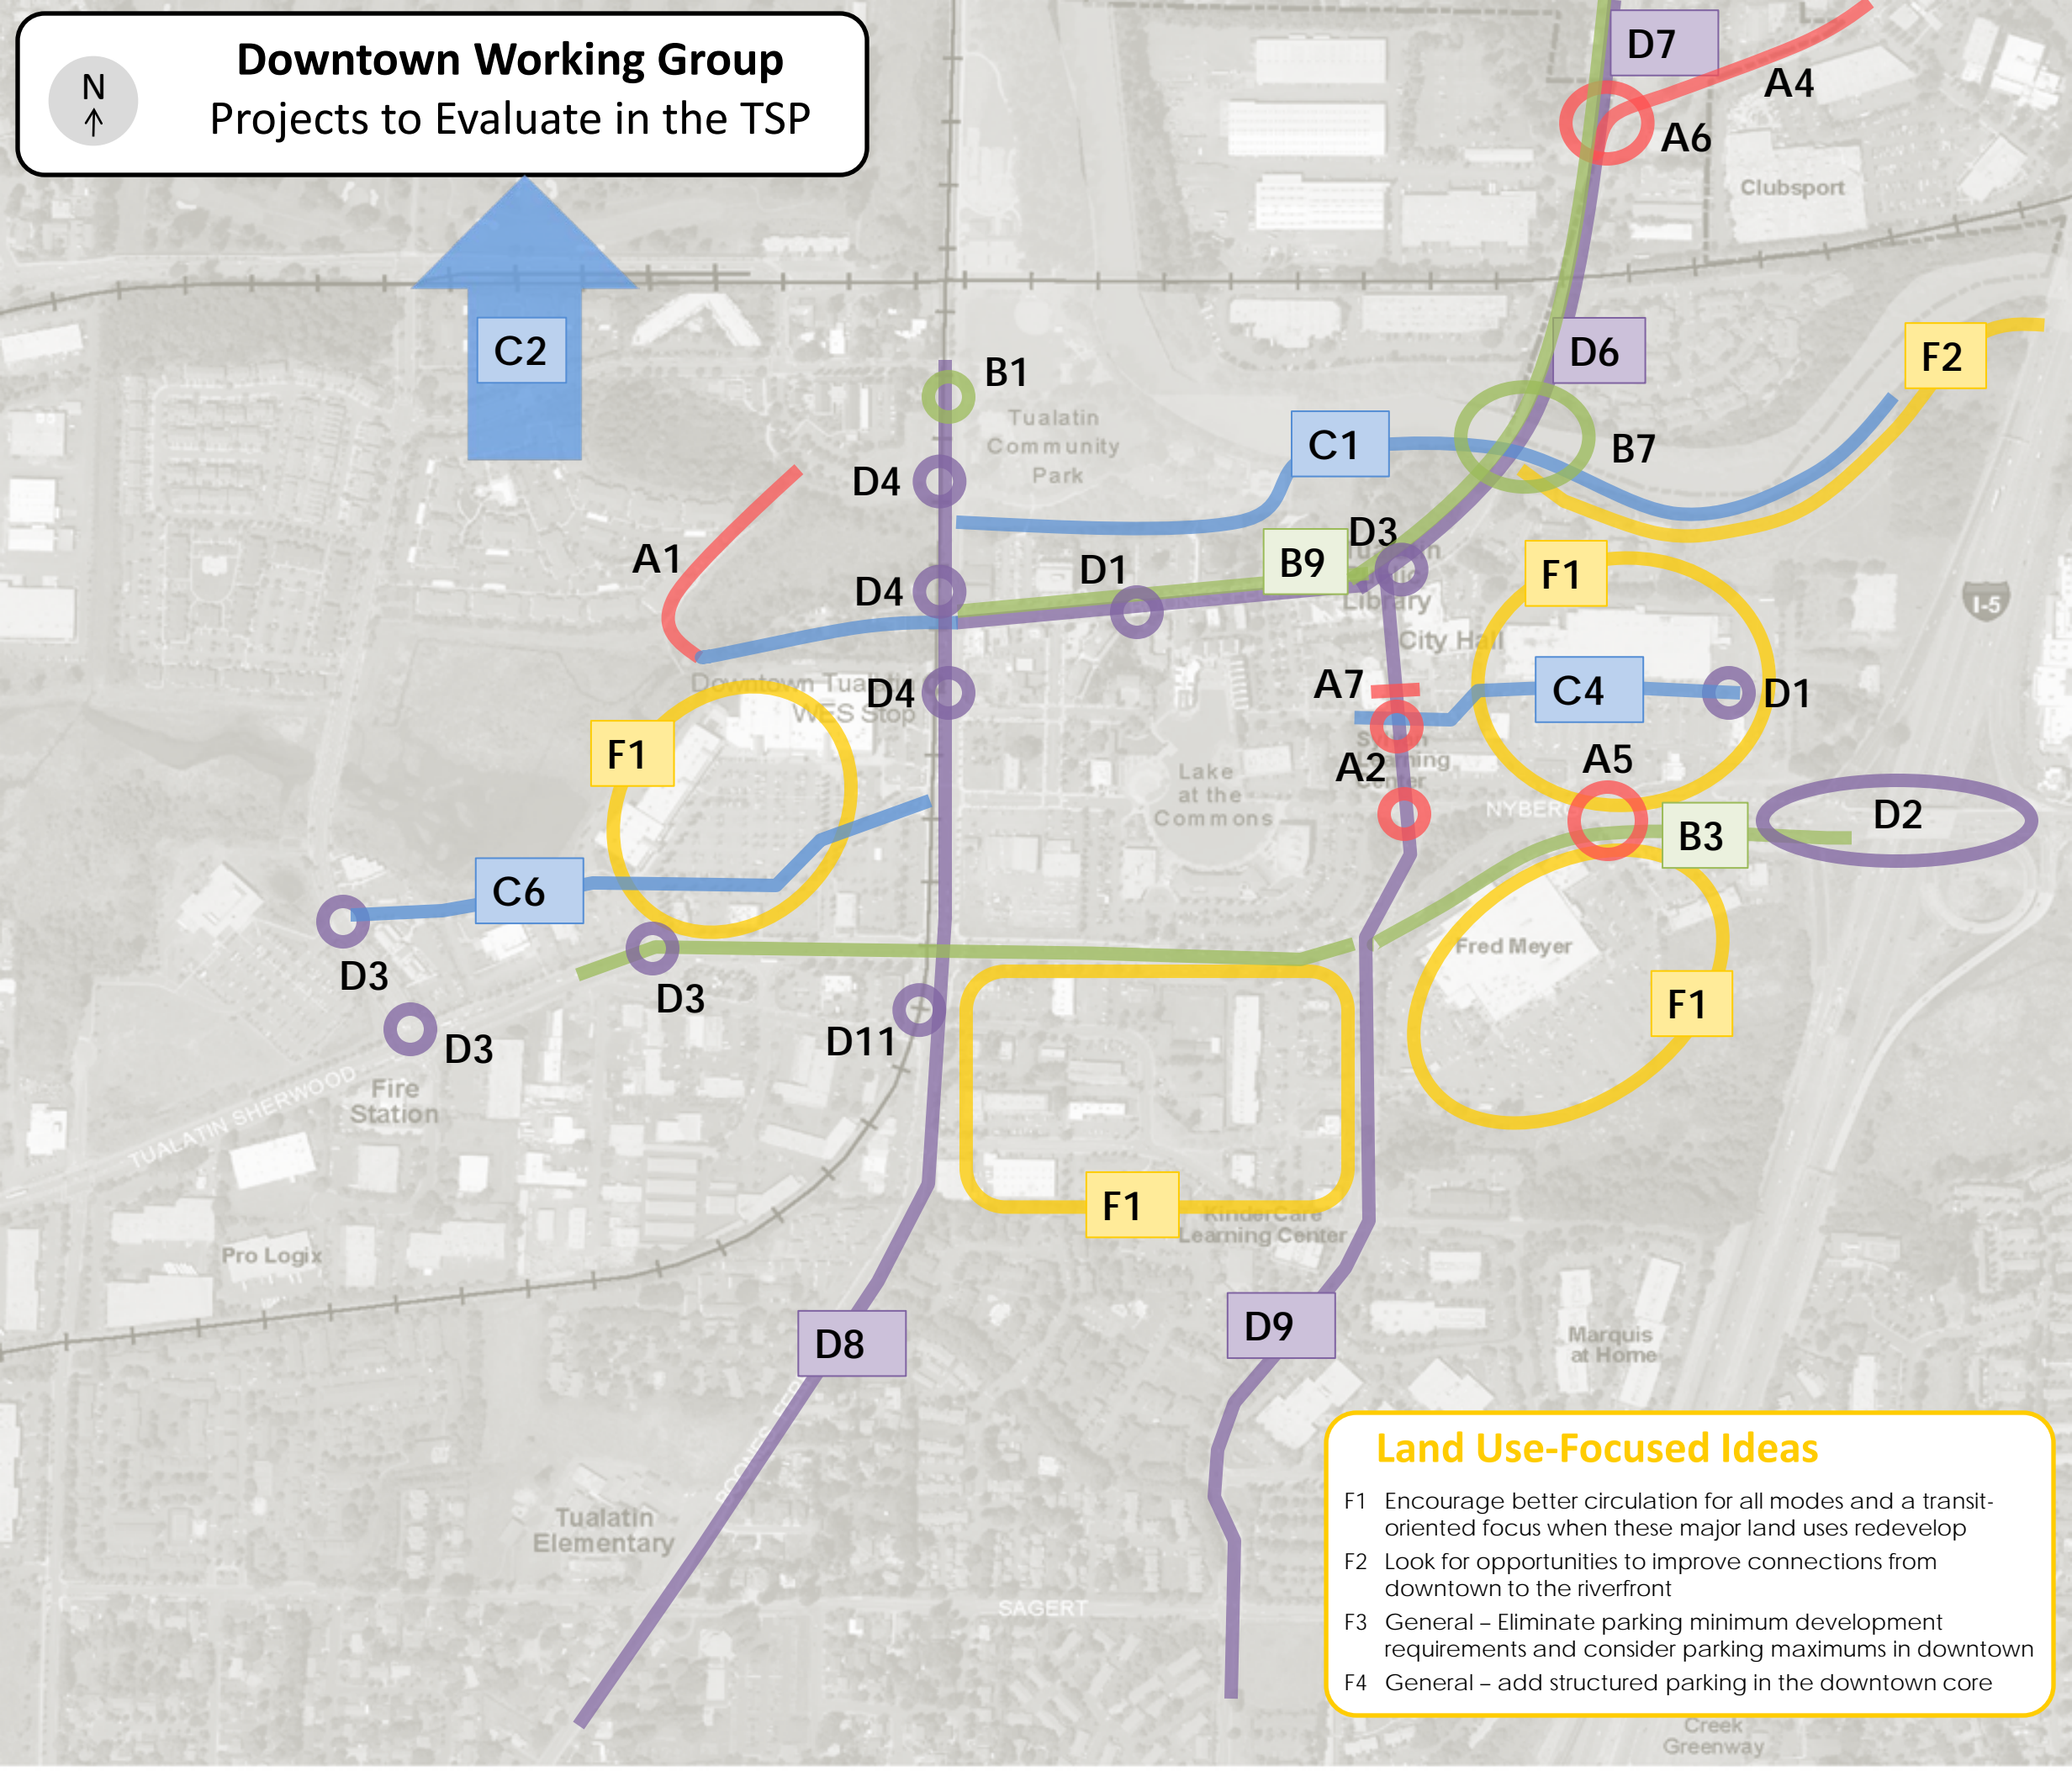 Downtown Working Group
Projects to Evaluate in the TSP
N
D7
A4
A6
Clubsport
C2
D6
F2
B1
Tualatin
Community
Park
C1
B7
D4
D3
A1
B9
F1
D1
D4
Library
I-5
City Hall
A7
C4
D1
Downtown Tualatin
WES Stop
D4
F1
A2
A5
Lake
at the
Commons
Learning
Center
NYBERG
D2
B3
C6
Fred Meyer
D3
D3
F1
D11
D3
Fire
Station
TUALATIN SHERWOOD
F1
KinderCare
Learning Center
Pro Logix
D8
D9
Marquis
at Home
Tualatin
Elementary
SAGERT
Land Use-Focused Ideas
F1 Encourage better circulation for all modes and a transit-
oriented focus when these major land uses redevelop
F2 Look for opportunities to improve connections from
downtown to the riverfront
F3 General – Eliminate parking minimum development
requirements and consider parking maximums in downtown
F4 General – add structured parking in the downtown core
Creek
Greenway